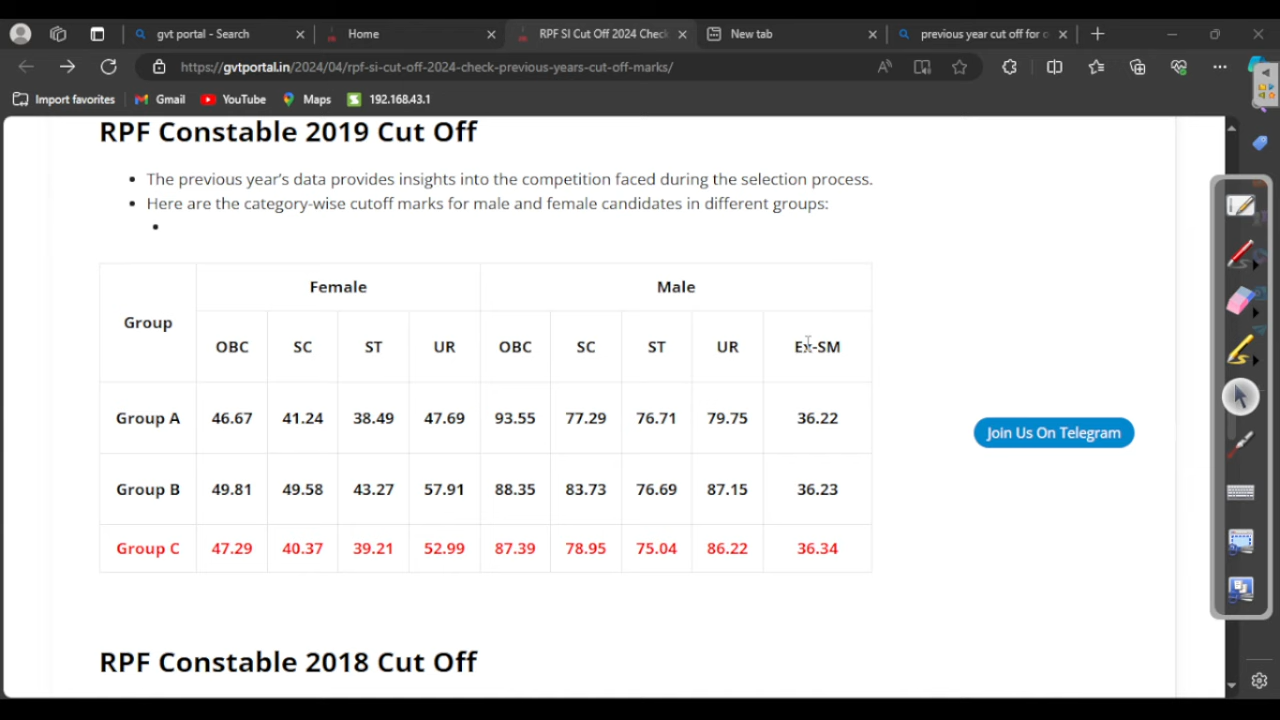 gvt portal - Search
Home
RPF SI Cut Off 2024 Chec
New tab
previous year cut off for o
https://gvtportal.in/2024/04/rpf-si-cut-off-2024-check-previous-years-cut-off-marks/
Import favorites Gmail YouTube Maps 192.168.43.1
RPF Constable 2019 Cut Off
The previous year's data provides insights into the competition faced during the selection process.
Here are the category-wise cutoff marks for male and female candidates in different groups:
Group Female Male
OBC SC ST UR OBC SC ST UR Ex-SM
Group A 46.67 41.24 38.49 47.69 93.55 77.29 76.71 79.75 36.22
Group B 49.81 49.58 43.27 57.91 88.35 83.73 76.69 87.15 36.23
Group C 47.29 40.37 39.21 52.99 87.39 78.95 75.04 86.22 36.34
Join Us On Telegram
RPF Constable 2018 Cut Off